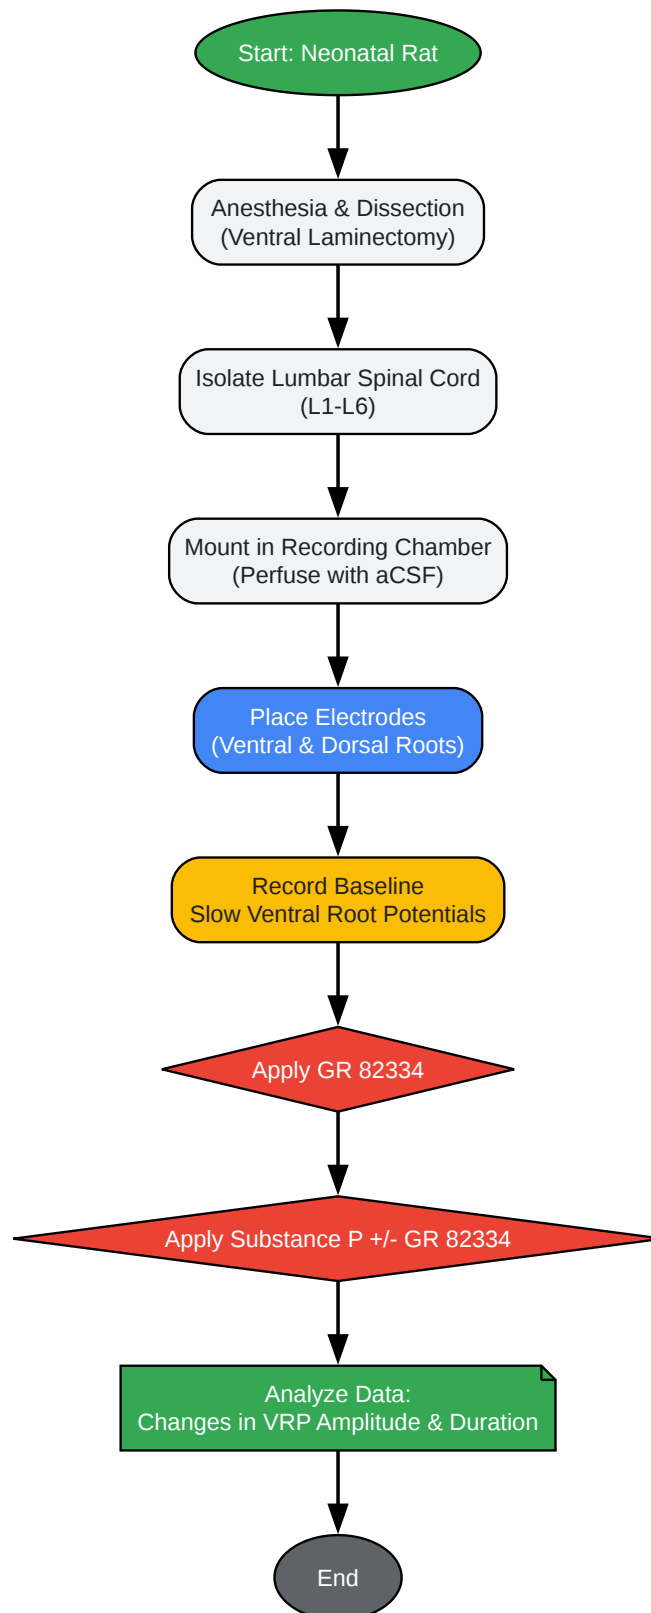 Start: Neonatal Rat
Anesthesia & Dissection
(Ventral Laminectomy)
Isolate Lumbar Spinal Cord
(L1-L6)
Mount in Recording Chamber
(Perfuse with aCSF)
Place Electrodes
(Ventral & Dorsal Roots)
Record Baseline
Slow Ventral Root Potentials
Apply GR 82334
Apply Substance P +/- GR 82334
Analyze Data:
Changes in VRP Amplitude & Duration
End